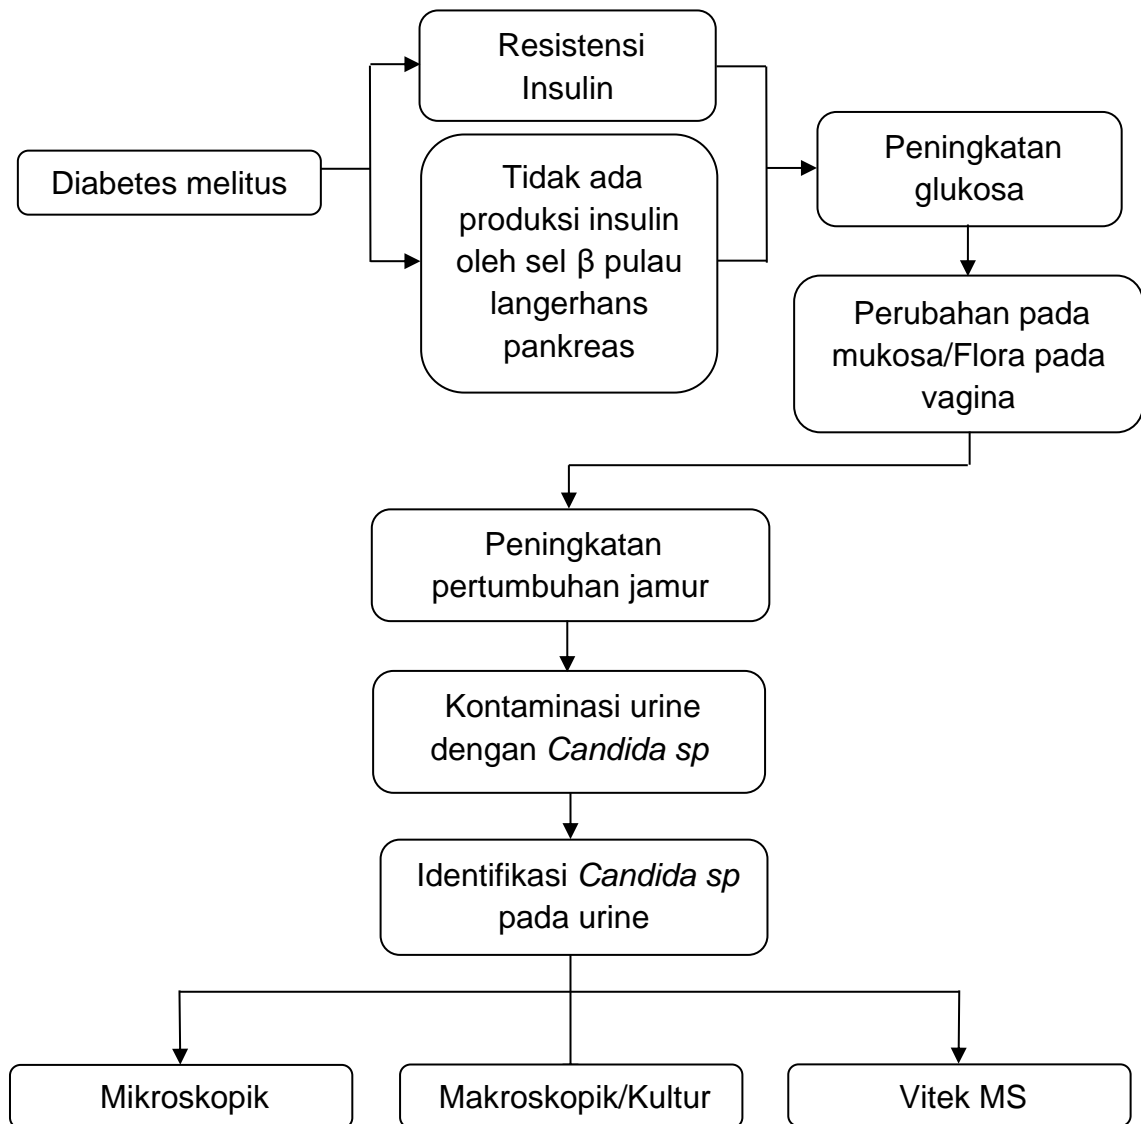 Diabetes melitus
Resistensi
Insulin
Tidak ada
produksi insulin
oleh sel β pulau
langerhans
pankreas
Peningkatan
glukosa
Perubahan pada
mukosa/Flora pada
vagina
Peningkatan
pertumbuhan jamur
Kontaminasi urine
dengan Candida sp
Identifikasi Candida sp
pada urine
Mikroskopik
Makroskopik/Kultur
Vitek MS